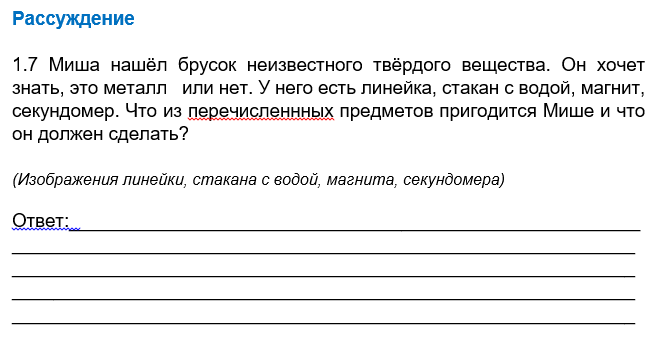 Рассуждение
1.7 Миша нашёл брусок неизвестного твёрдого вещества. Он хочет
знать, это металл или нет. У него есть линейка, стакан с водой, магнит,
секундомер. Что из перечисленнных предметов пригодится Мише и что
он должен сделать?
(Изображения линейки, стакана с водой, магнита, секундомера)
Ответ: